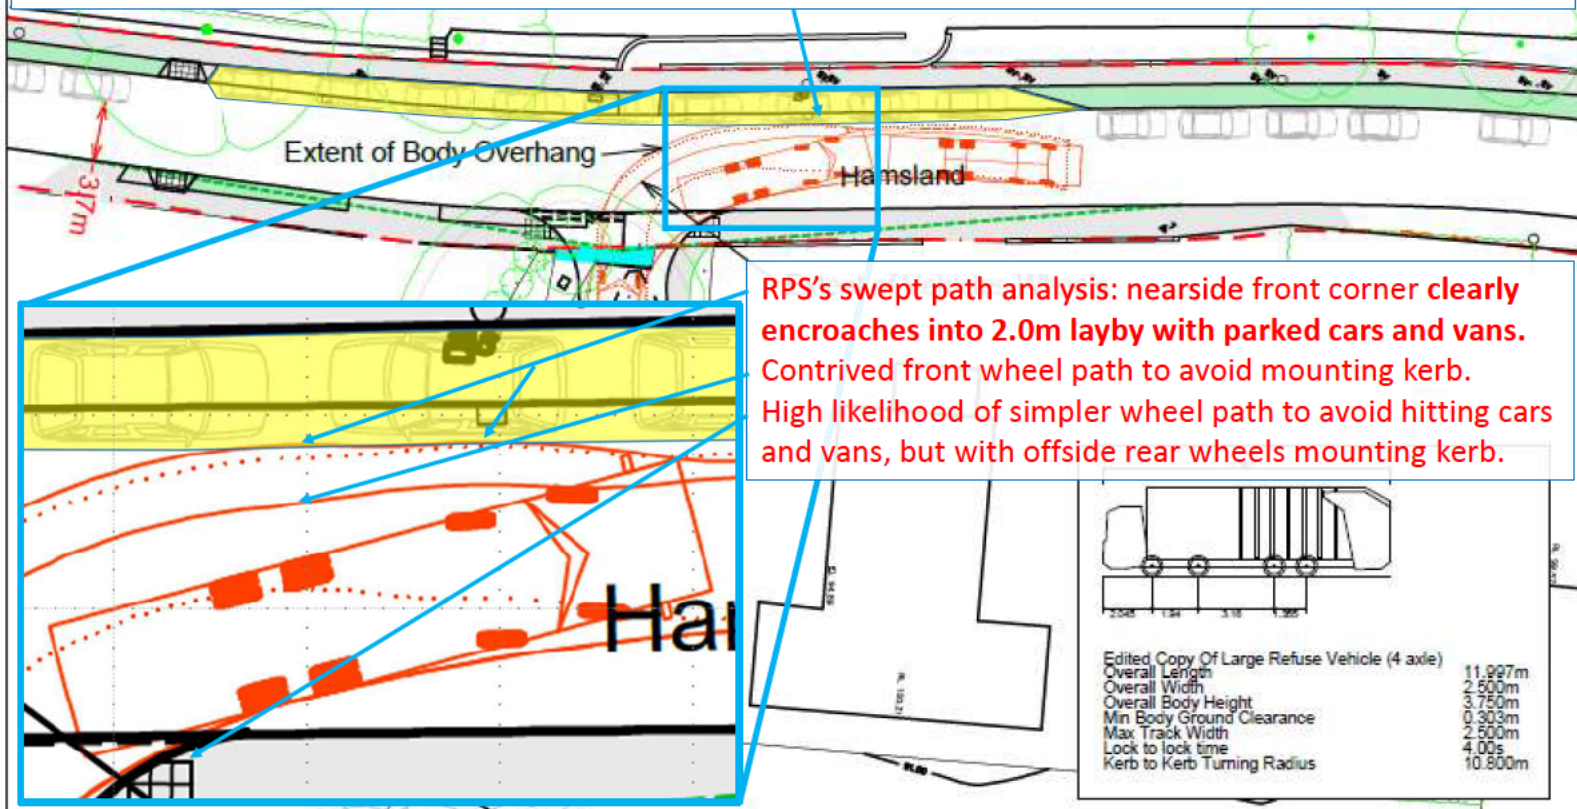 Extent of Body Overhang
Hamsland
3.7m
RPS's swept path analysis: nearside front corner clearly
encroaches into 2.0m layby with parked cars and vans.
Contrived front wheel path to avoid mounting kerb.
High likelihood of simpler wheel path to avoid hitting cars
and vans, but with offside rear wheels mounting kerb.
Ha
Edited Copy Of Large Refuse Vehicle (4 axle)
Overall Length 11.997m
Overall Width 2.500m
Overall Body Height 3.750m
Min Body Ground Clearance 0.303m
Max Track Width 2.500m
Lock to lock time 4.00s
Kerb to Kerb Turning Radius 10.800m